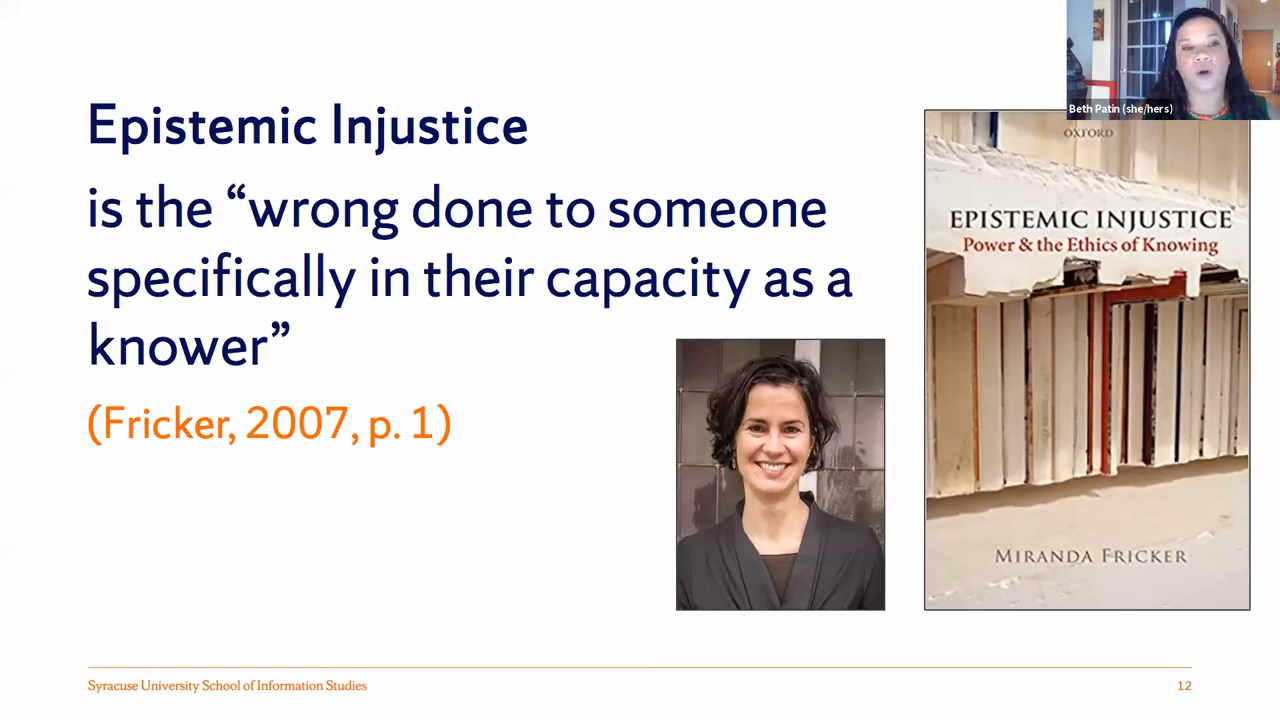 Epistemic Injustice
is the “wrong done to someone
specifically in their capacity as a
knower”
(Fricker, 2007, p. 1)
Beth Patin (she/hers)
OXFORD
EPISTEMIC INJUSTICE
Power & the Ethics of Knowing
MIRANDA FRICKER
Syracuse University School of Information Studies
12